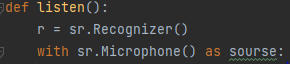 def listen():
    r = sr.Recognizer()
    with sr.Microphone() as sourse: